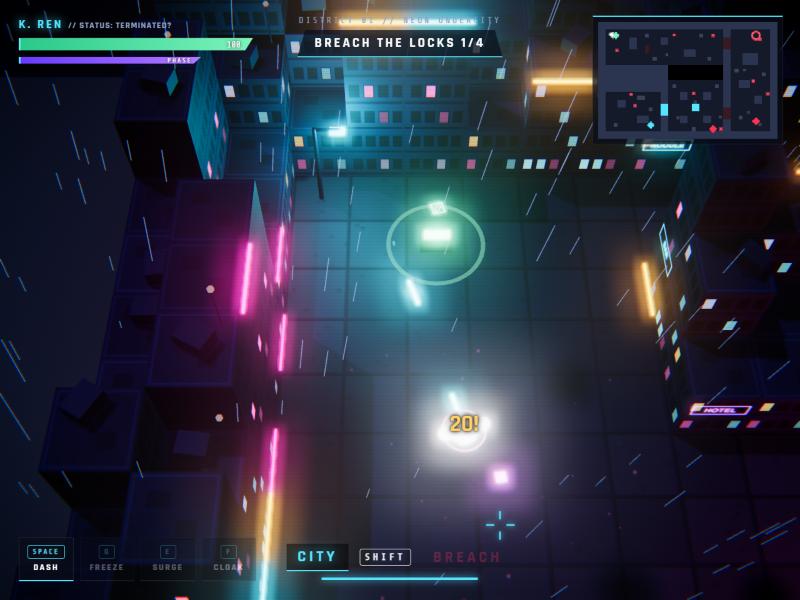 K. REN // STATUS: TERMINATED?
100
PHASE
DISTRICT 01 // NEON UNDERCITY
BREACH THE LOCKS 1/4
HOTEL
20!
SPACE
DASH
Q
FREEZE
E
SURGE
F
CLOAK
CITY
SHIFT
BREACH